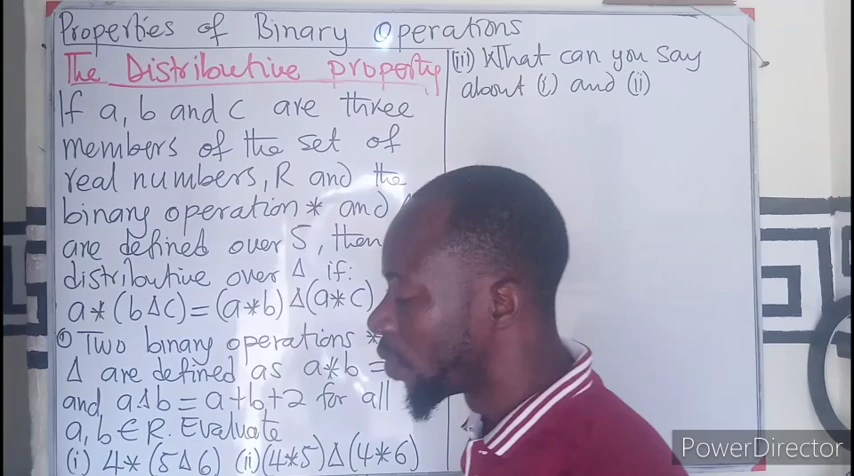 Properties of Binary Operations
The Distributive property
If a, b and c are three
members of the set of
real numbers, R and the
binary operation * and
are defined over S, then
distributive over Δ if:
a*(bΔc)=(a*b)Δ(a*c)
① Two binary operations *
Δ are defined as a*b =
and aΔb = a+b+2 for all
a, b ∈ R. Evaluate
(i) 4*(5Δ6) (ii) (4*5)Δ(4*6)
(iii) What can you say
about (i) and (ii)
PowerDirector